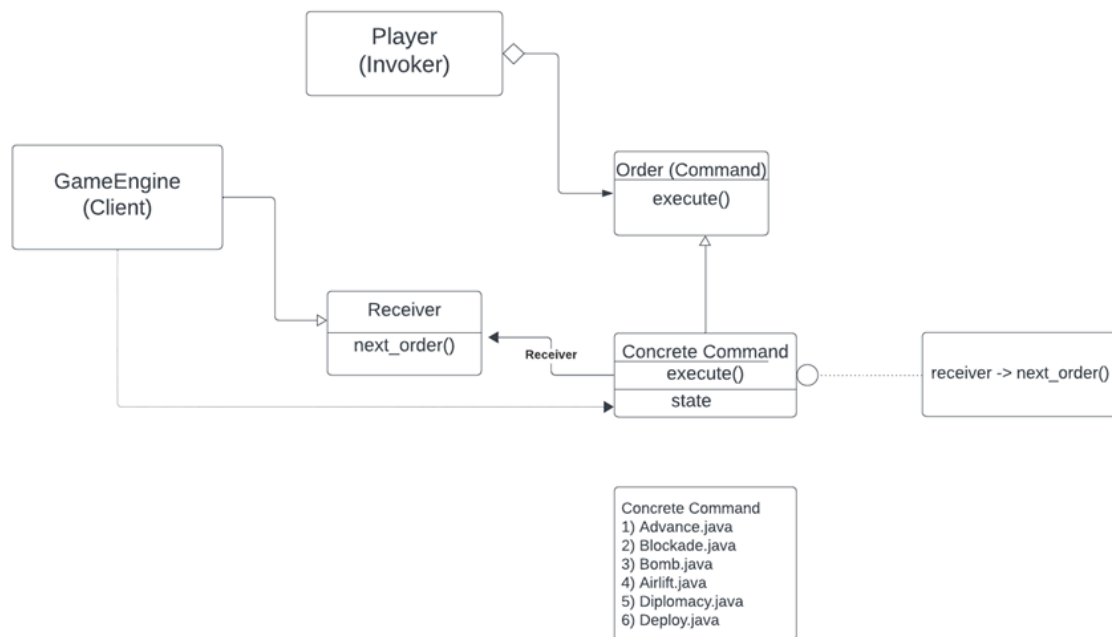 Player
(Invoker)
GameEngine
(Client)
Order (Command)
execute()
Receiver
next_order()
Receiver
Concrete Command
execute()
state
receiver -> next_order()
Concrete Command
1) Advance.java
2) Blockade.java
3) Bomb.java
4) Airlift.java
5) Diplomacy.java
6) Deploy.java